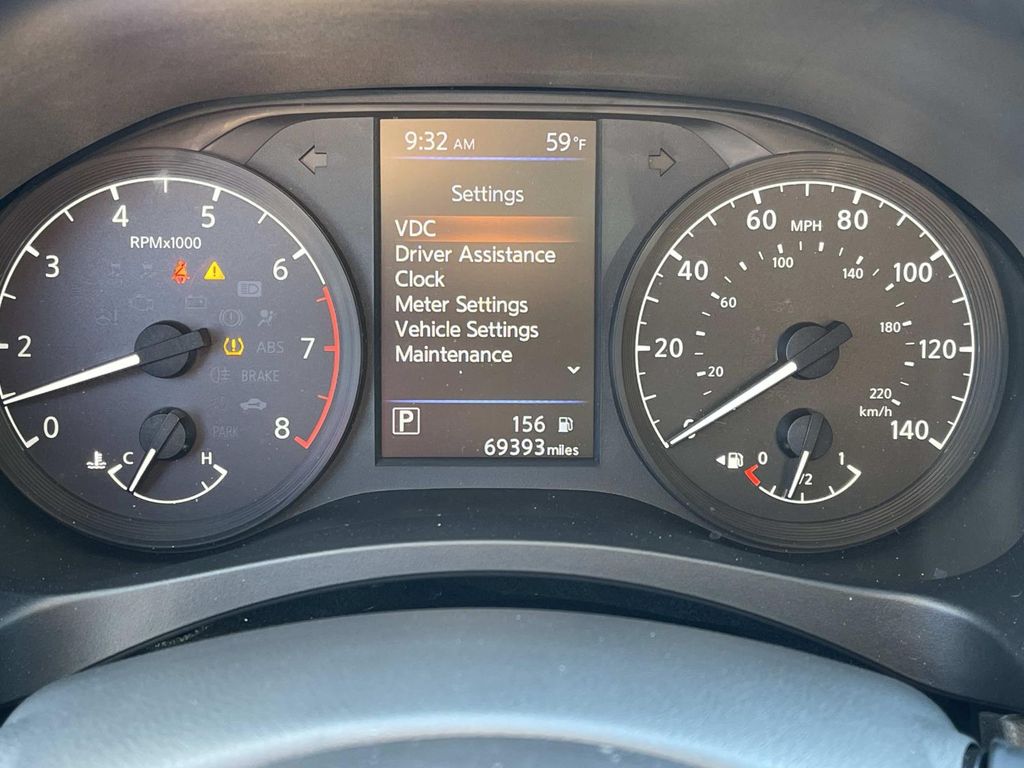 9:32 AM 59°F
Settings
VDC
Driver Assistance
Clock
Meter Settings
Vehicle Settings
Maintenance
P
156
69393 miles
RPMx1000
0
2
3
4
5
6
7
8
ABS
BRAKE
PARK
C H
MPH
0
20
40
60
80
100
120
140
20
60
100
140
180
220
km/h
0
1/2
1